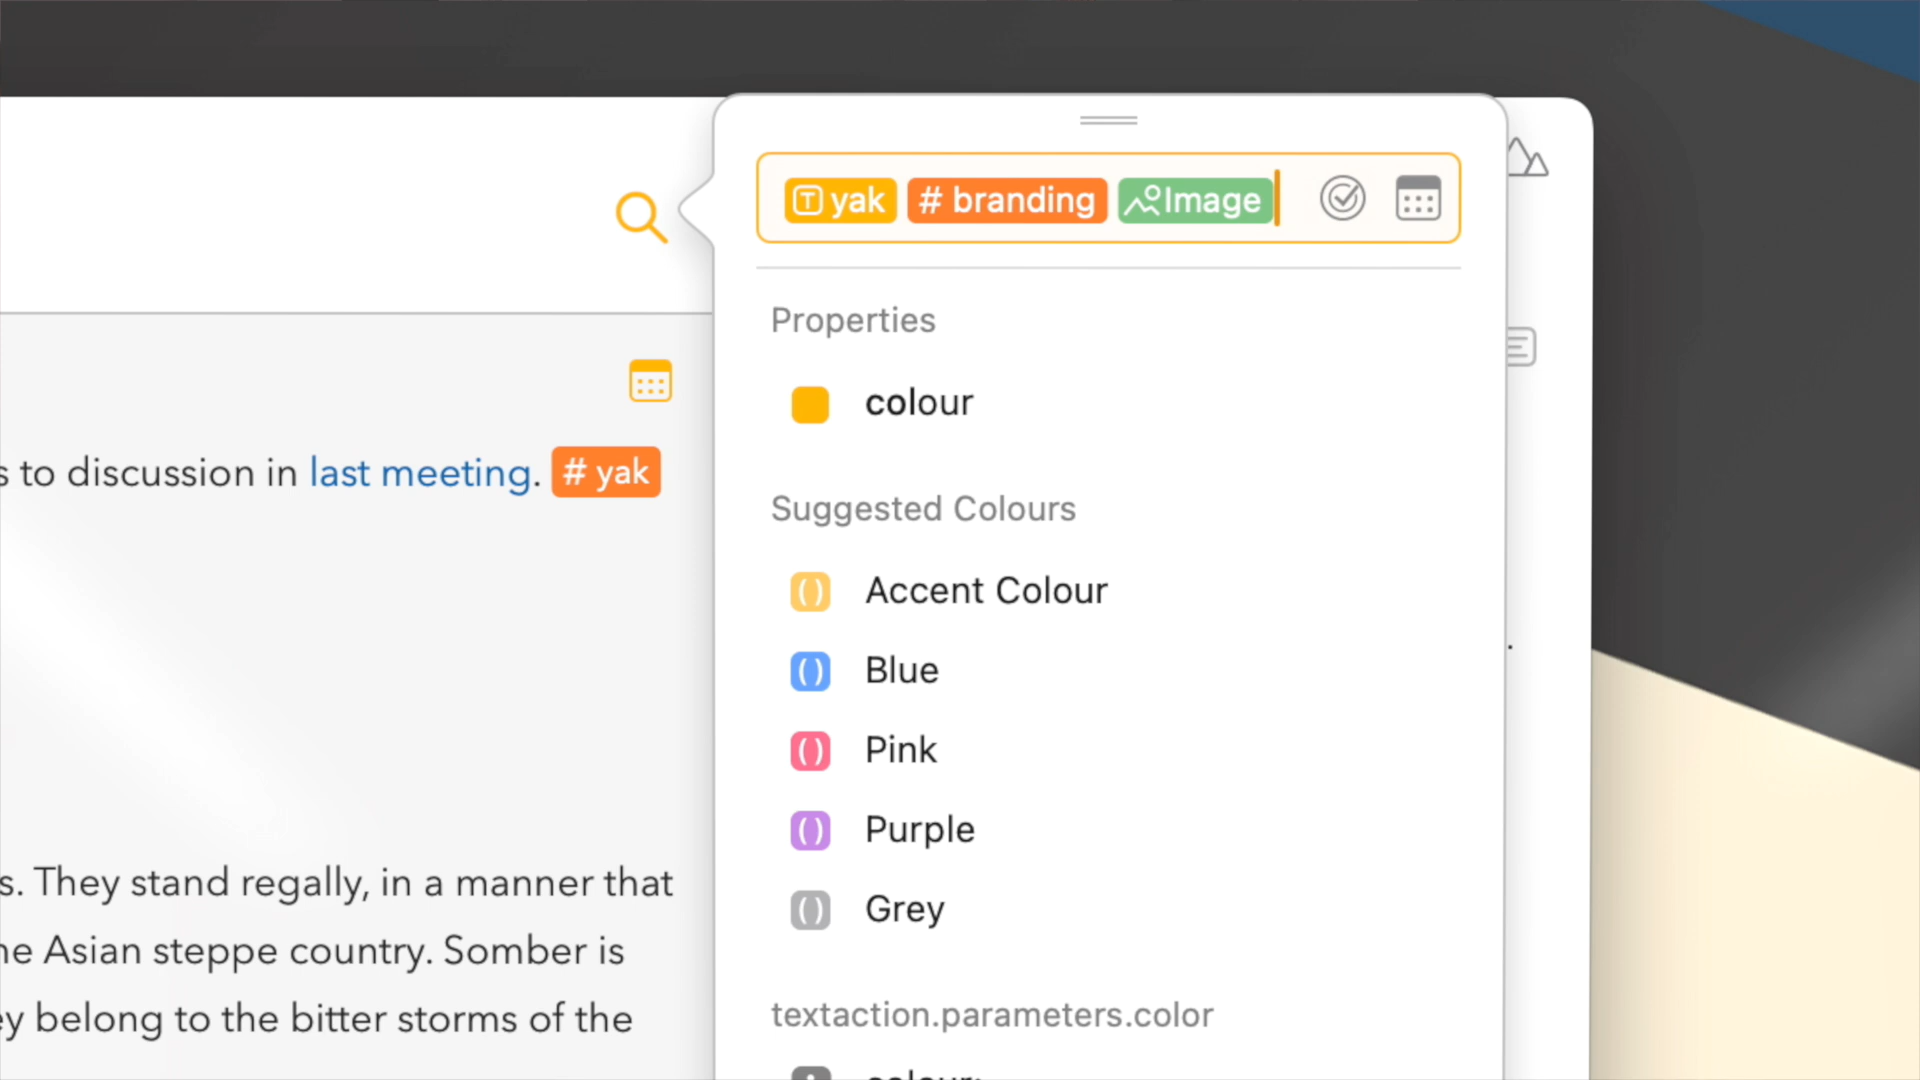 yak # branding Image
Properties
colour
Suggested Colours
Accent Colour
Blue
Pink
Purple
Grey
textaction.parameters.color
s to discussion in last meeting. # yak
s. They stand regally, in a manner that
he Asian steppe country. Somber is
ey belong to the bitter storms of the